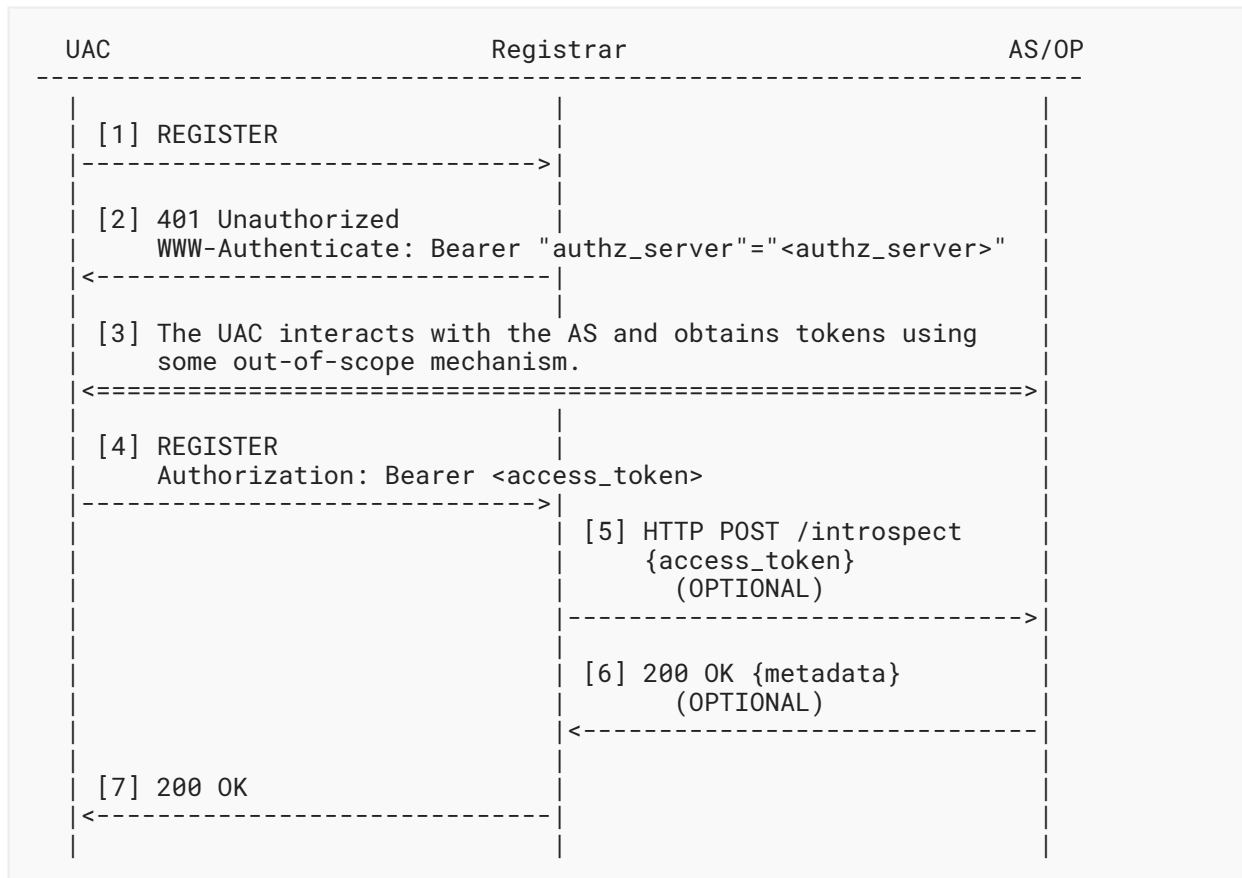 UAC Registrar AS/OP
---------------------------------------------------------------------
| | |
| [1] REGISTER | |
|------------------------------>| |
| | |
| [2] 401 Unauthorized | |
| WWW-Authenticate: Bearer "authz_server"="<authz_server>" |
|<------------------------------| |
| | |
| [3] The UAC interacts with the AS and obtains tokens using |
| some out-of-scope mechanism. |
|<=============================================================>|
| | |
| [4] REGISTER | |
| Authorization: Bearer <access_token> |
|------------------------------>| |
| | [5] HTTP POST /introspect |
| | {access_token} |
| | (OPTIONAL) |
| |------------------------------>|
| | |
| | [6] 200 OK {metadata} |
| | (OPTIONAL) |
| |<------------------------------|
| | |
| [7] 200 OK | |
|<------------------------------| |
| | |